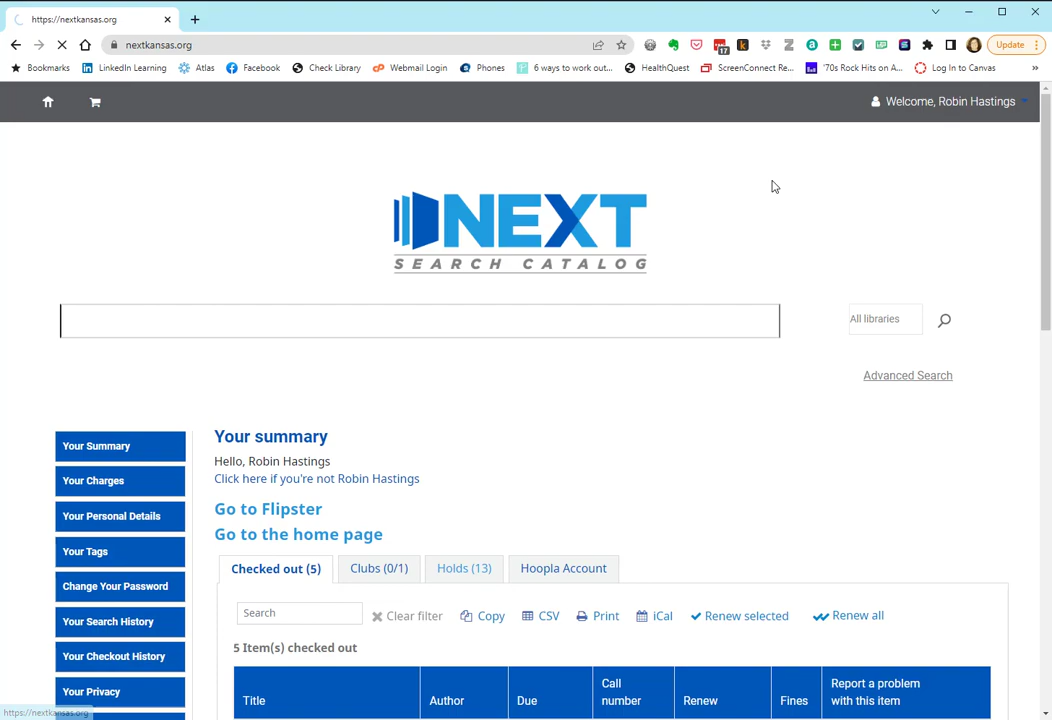 https://nextkansas.org
nextkansas.org
17
Update
Bookmarks
LinkedIn Learning
Atlas
Facebook
Check Library
Webmail Login
Phones
6 ways to work out...
HealthQuest
ScreenConnect Re...
'70s Rock Hits on A...
Log In to Canvas
»
Welcome, Robin Hastings
NEXT
SEARCH CATALOG
All libraries
Advanced Search
Your Summary
Your Charges
Your Personal Details
Your Tags
Change Your Password
Your Search History
Your Checkout History
Your Privacy
Your summary
Hello, Robin Hastings
Click here if you're not Robin Hastings
Go to Flipster
Go to the home page
Checked out (5)
Clubs (0/1)
Holds (13)
Hoopla Account
Search
Clear filter
Copy
CSV
Print
iCal
Renew selected
Renew all
5 Item(s) checked out
Title
Author
Due
Call
number
Renew
Fines
Report a problem
with this item
https://nextkansas.org